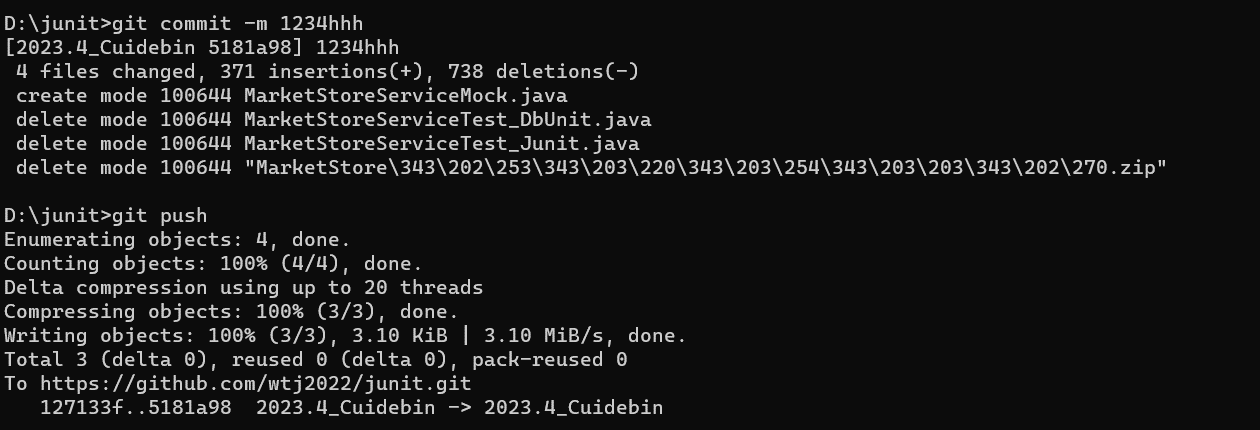 D:\junit>git commit -m 1234hhh
[2023.4_Cuidebin 5181a98] 1234hhh
 4 files changed, 371 insertions(+), 738 deletions(-)
 create mode 100644 MarketStoreServiceMock.java
 delete mode 100644 MarketStoreServiceTest_DbUnit.java
 delete mode 100644 MarketStoreServiceTest_Junit.java
 delete mode 100644 "MarketStore\343\202\253\343\203\220\343\203\254\343\203\203\343\202\270.zip"
D:\junit>git push
Enumerating objects: 4, done.
Counting objects: 100% (4/4), done.
Delta compression using up to 20 threads
Compressing objects: 100% (3/3), done.
Writing objects: 100% (3/3), 3.10 KiB | 3.10 MiB/s, done.
Total 3 (delta 0), reused 0 (delta 0), pack-reused 0
To https://github.com/wtj2022/junit.git
   127133f..5181a98  2023.4_Cuidebin -> 2023.4_Cuidebin